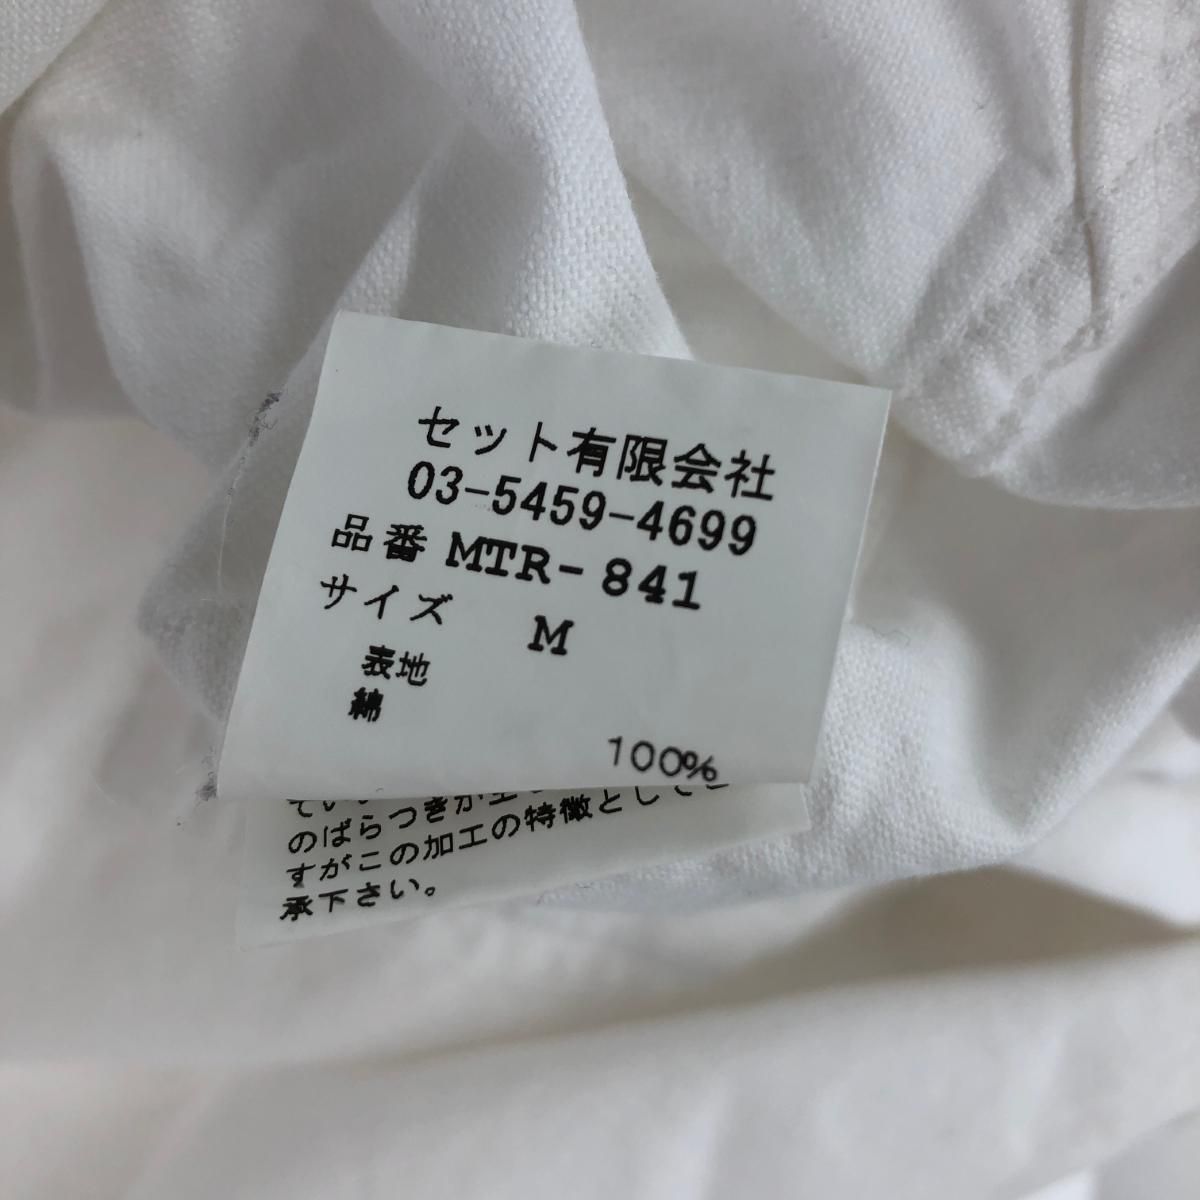 セット有限会社
03-5459-4699
品番 MTR-841
サイズ M
表地
綿
100%
のばらつきが
すがこの加工の特徴として
承下さい。